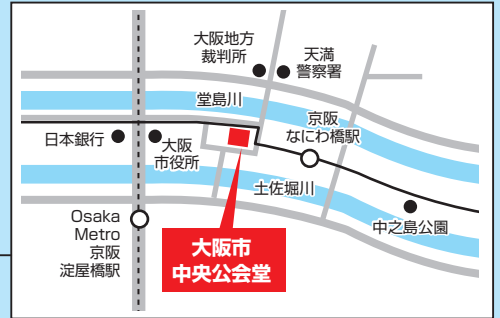 大阪地方
裁判所
天満
警察署
堂島川
京阪
なにわ橋駅
日本銀行
大阪
市役所
土佐堀川
中之島公園
Osaka
Metro
京阪
淀屋橋駅
大阪市
中央公会堂